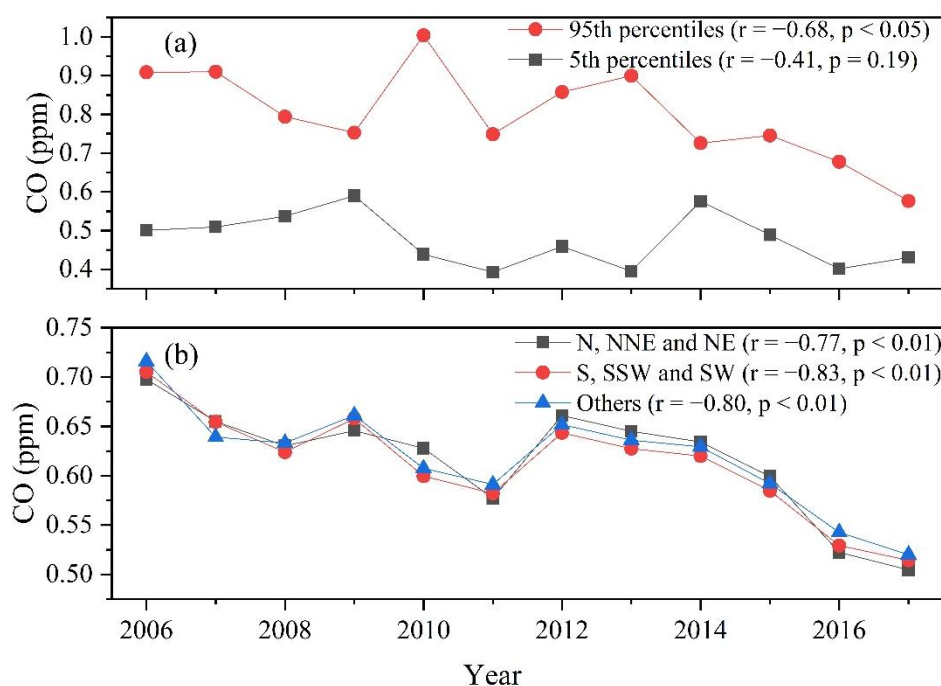 (a)
95th percentiles (r = −0.68, p < 0.05)
5th percentiles (r = −0.41, p = 0.19)
CO (ppm)
1.0
0.9
0.8
0.7
0.6
0.5
0.4
(b)
N, NNE and NE (r = −0.77, p < 0.01)
S, SSW and SW (r = −0.83, p < 0.01)
Others (r = −0.80, p < 0.01)
CO (ppm)
0.75
0.70
0.65
0.60
0.55
0.50
2006 2008 2010 2012 2014 2016
Year